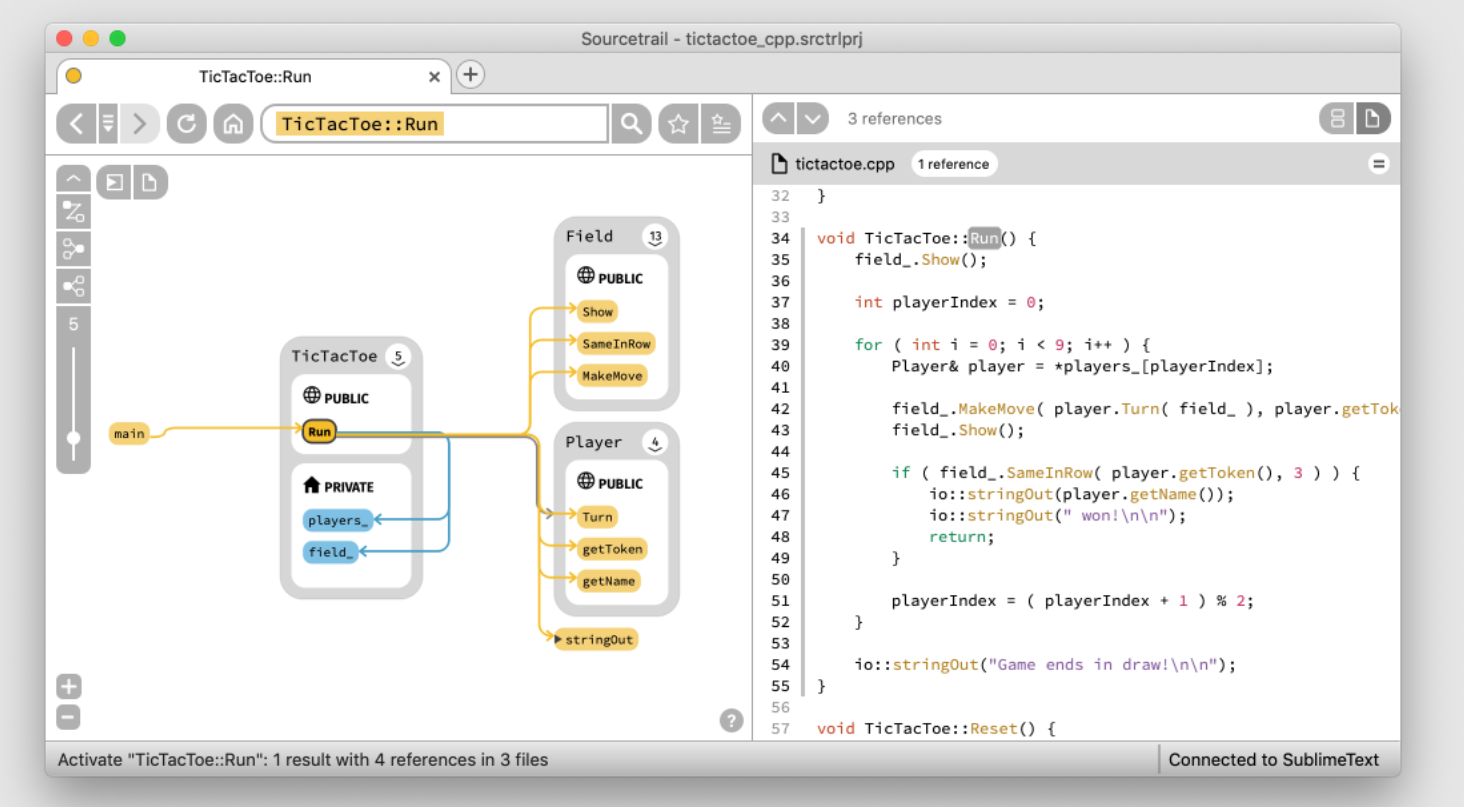 Sourcetrail - tictactoe_cpp.srctrlprj
TicTacToe::Run
TicTacToe::Run
5
main
TicTacToe 5
PUBLIC
Run
PRIVATE
players_
field_
Field 13
PUBLIC
Show
SameInRow
MakeMove
Player 4
PUBLIC
Turn
getToken
getName
stringOut
?
3 references
tictactoe.cpp 1 reference
32 }
33
34 void TicTacToe::Run() {
35 field_.Show();
36
37 int playerIndex = 0;
38
39 for ( int i = 0; i < 9; i++ ) {
40 Player& player = *players_[playerIndex];
41
42 field_.MakeMove( player.Turn( field_ ), player.getTok
43 field_.Show();
44
45 if ( field_.SameInRow( player.getToken(), 3 ) ) {
46 io::stringOut(player.getName());
47 io::stringOut(" won!\n\n");
48 return;
49 }
50
51 playerIndex = ( playerIndex + 1 ) % 2;
52 }
53
54 io::stringOut("Game ends in draw!\n\n");
55 }
56
57 void TicTacToe::Reset() {
Activate "TicTacToe::Run": 1 result with 4 references in 3 files
Connected to SublimeText